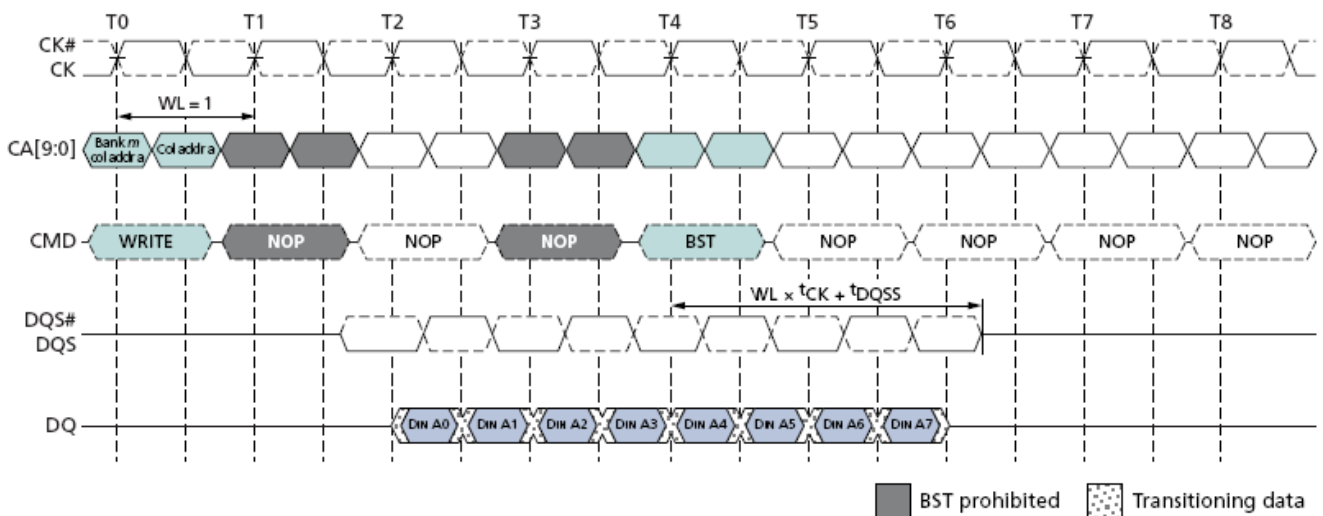 T0 T1 T2 T3 T4 T5 T6 T7 T8
CK#
CK
WL = 1
CA[9:0] Bank m col addr a Col addr a
CMD WRITE NOP NOP NOP BST NOP NOP NOP NOP
WL × tCK + tDQSS
DQS#
DQS
DQ DIN A0 DIN A1 DIN A2 DIN A3 DIN A4 DIN A5 DIN A6 DIN A7
BST prohibited Transitioning data